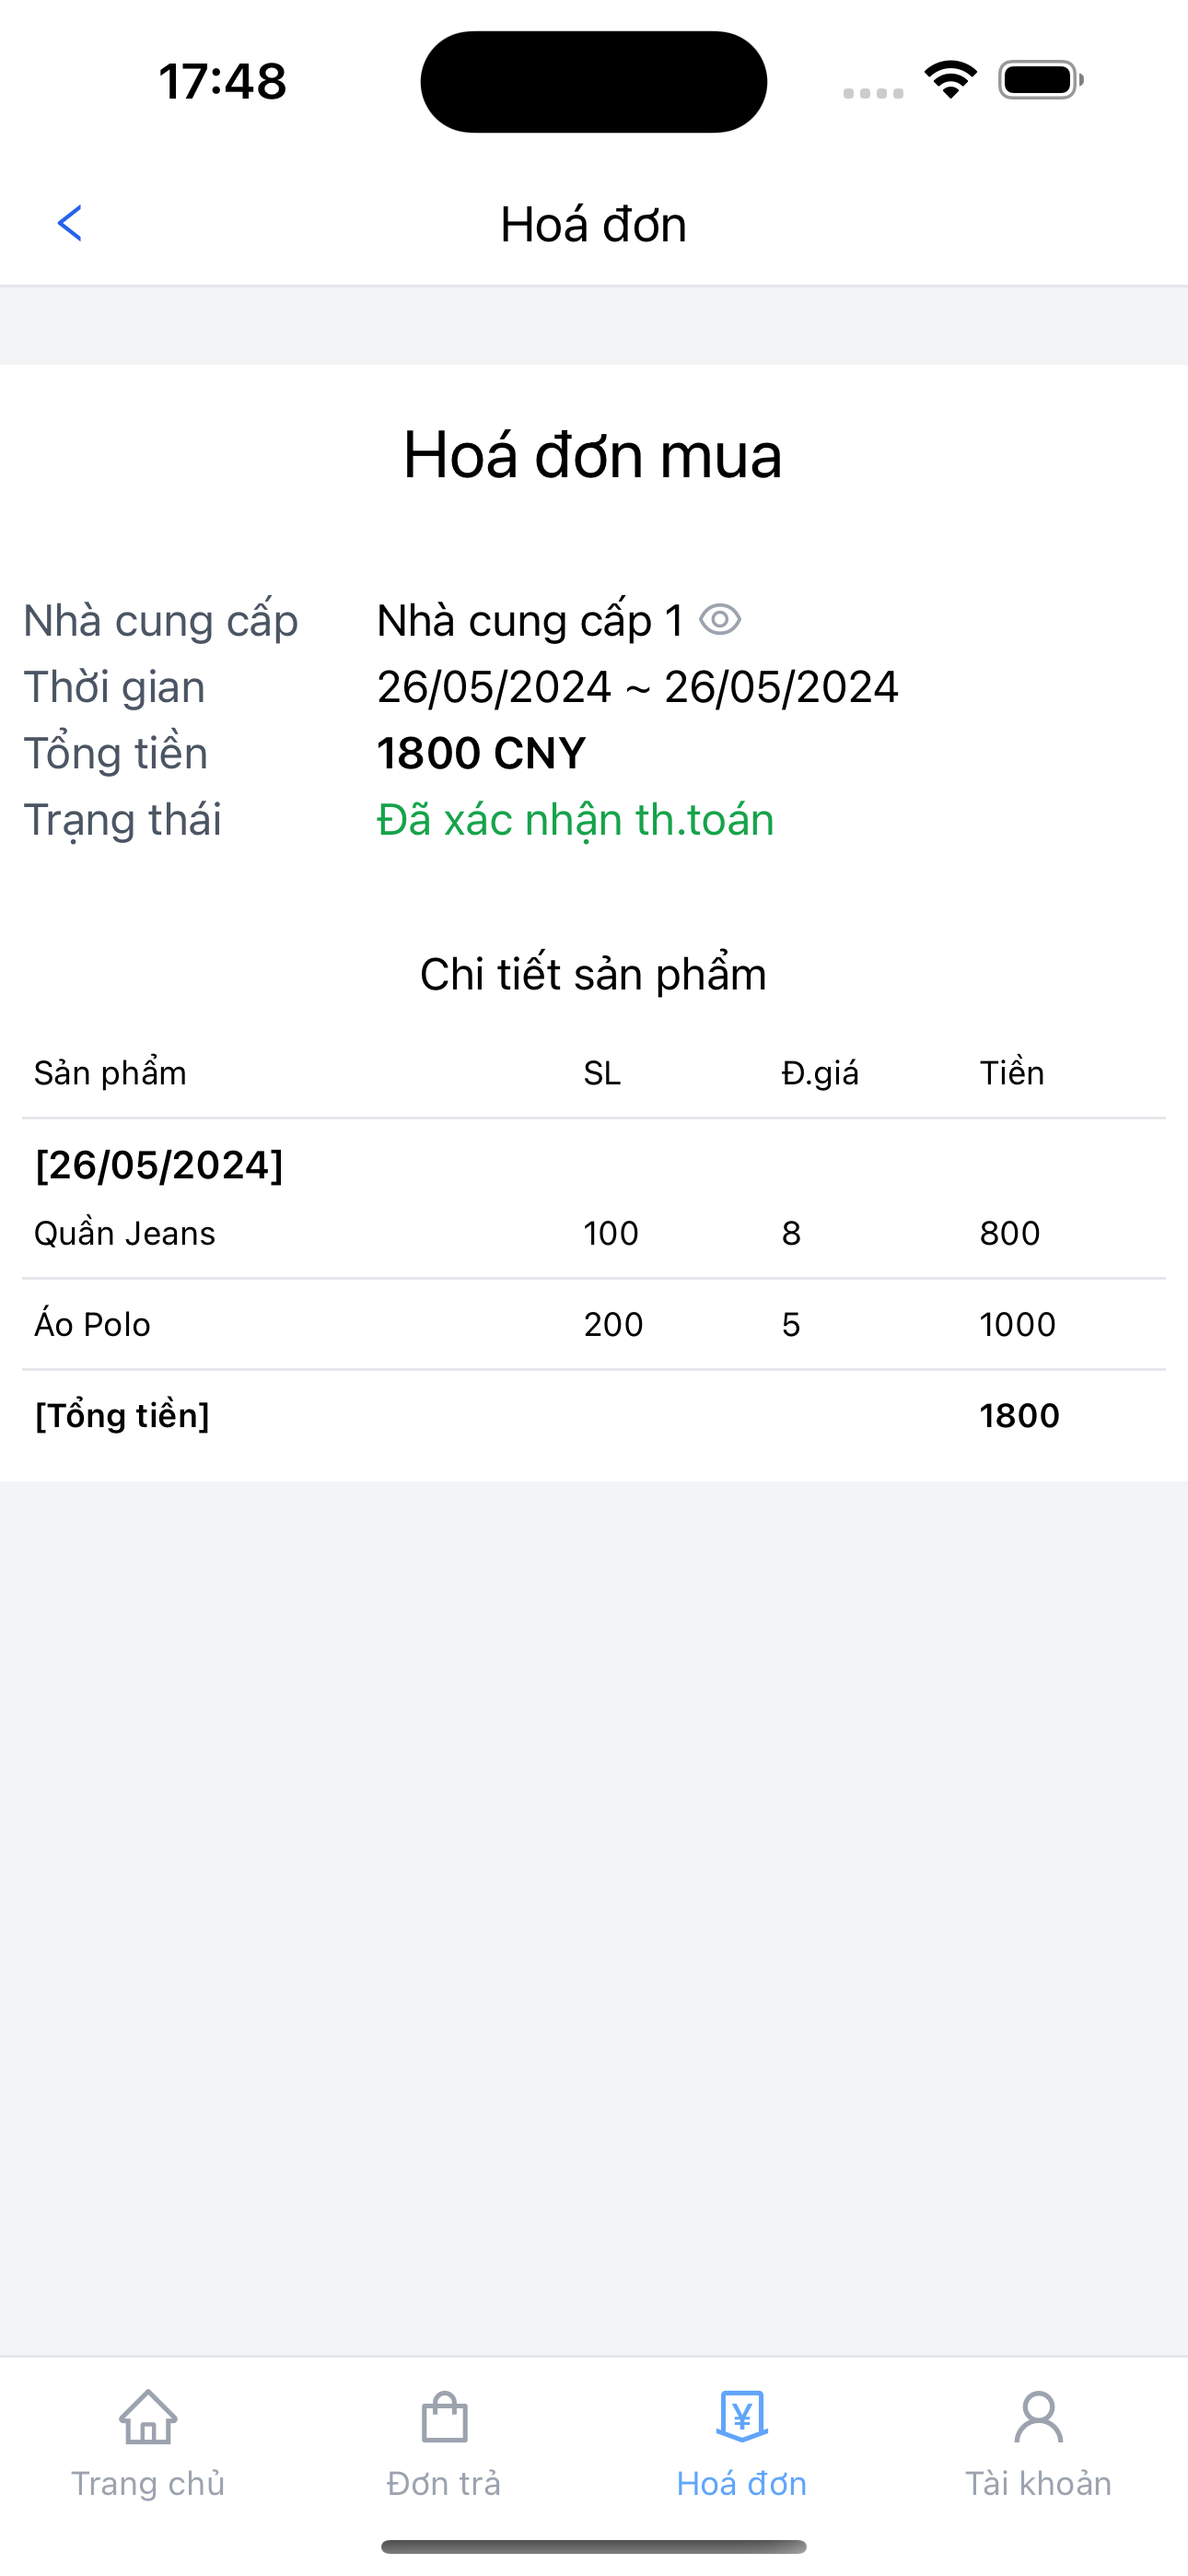 17:48
Hoá đơn
Hoá đơn mua
Nhà cung cấp Nhà cung cấp 1
Thời gian 26/05/2024 ~ 26/05/2024
Tổng tiền 1800 CNY
Trạng thái Đã xác nhận th.toán
Chi tiết sản phẩm
Sản phẩm SL Đ.giá Tiền
[26/05/2024]
Quần Jeans 100 8 800
Áo Polo 200 5 1000
[Tổng tiền] 1800
Trang chủ Đơn trả Hoá đơn Tài khoản